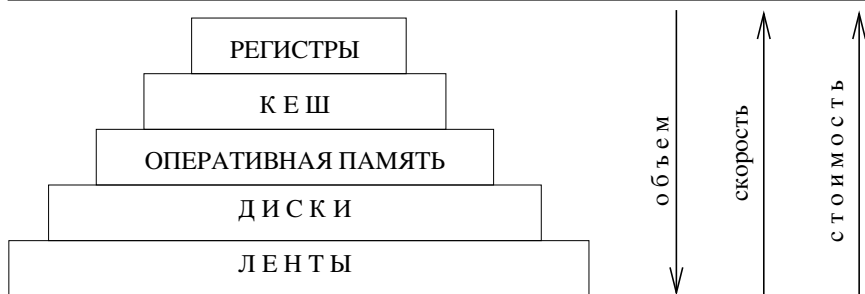 РЕГИСТРЫ
К Е Ш
ОПЕРАТИВНАЯ ПАМЯТЬ
Д И С К И
Л Е Н Т Ы
о б ъ е м
скорость
с т о и м о с т ь